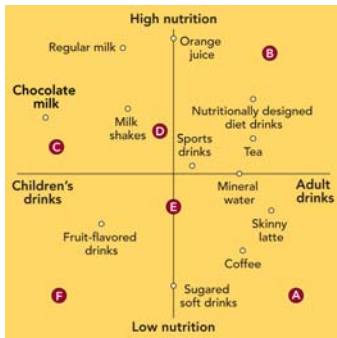 High nutrition
Regular milk
Orange
juice
B
Chocolate
milk
Milk
shakes
D
Nutritionally designed
diet drinks
C
Sports
drinks
Tea
Children's
drinks
Mineral
water
Adult
drinks
E
Fruit-flavored
drinks
Skinny
latte
Coffee
F
Sugared
soft drinks
A
Low nutrition